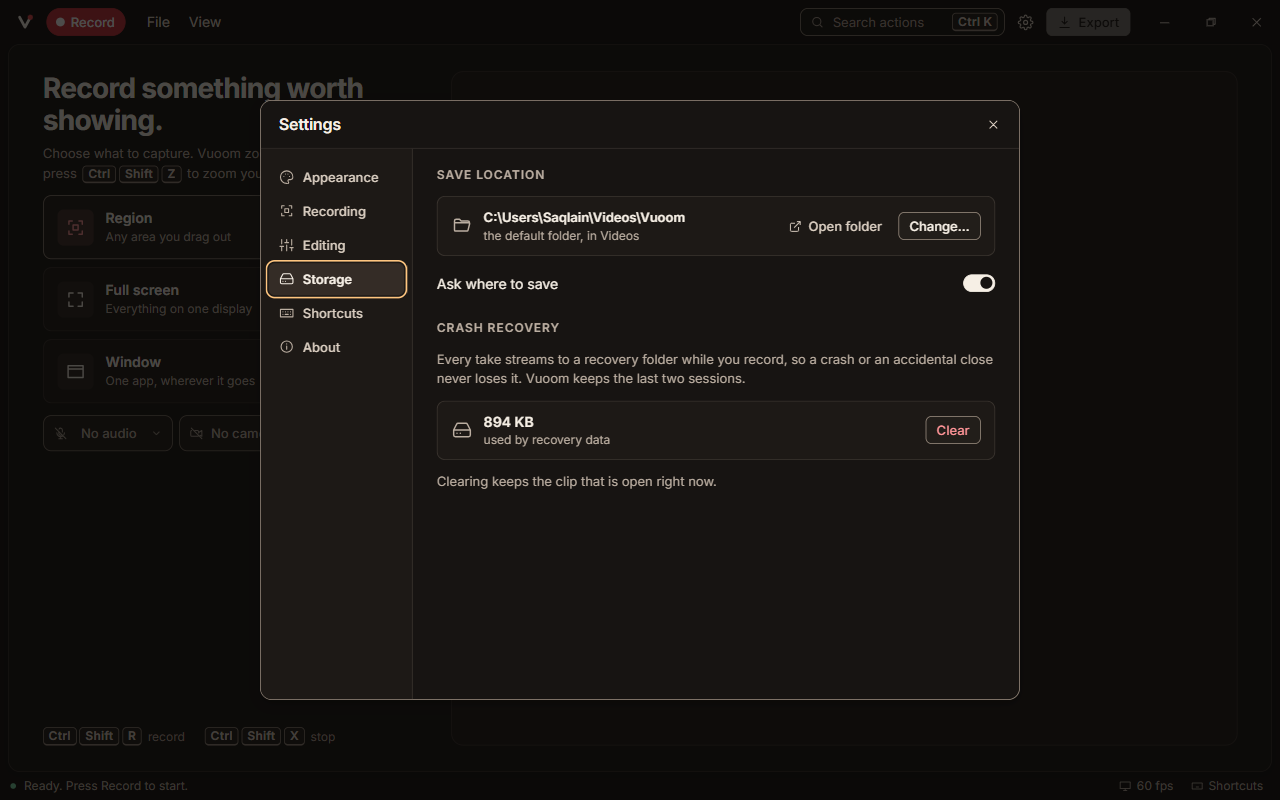 Record File View Search actions Ctrl K Export
Record something worth
showing.
Choose what to capture. Vuoom zo
press Ctrl Shift Z to zoom you
Region
Any area you drag out
Full screen
Everything on one display
Window
One app, wherever it goes
No audio No cam
Ctrl Shift R record Ctrl Shift X stop
Settings
Appearance
Recording
Editing
Storage
Shortcuts
About
SAVE LOCATION
C:\Users\Saqlain\Videos\Vuoom
the default folder, in Videos
Open folder Change...
Ask where to save
CRASH RECOVERY
Every take streams to a recovery folder while you record, so a crash or an accidental close
never loses it. Vuoom keeps the last two sessions.
894 KB
used by recovery data
Clear
Clearing keeps the clip that is open right now.
Ready. Press Record to start. 60 fps Shortcuts